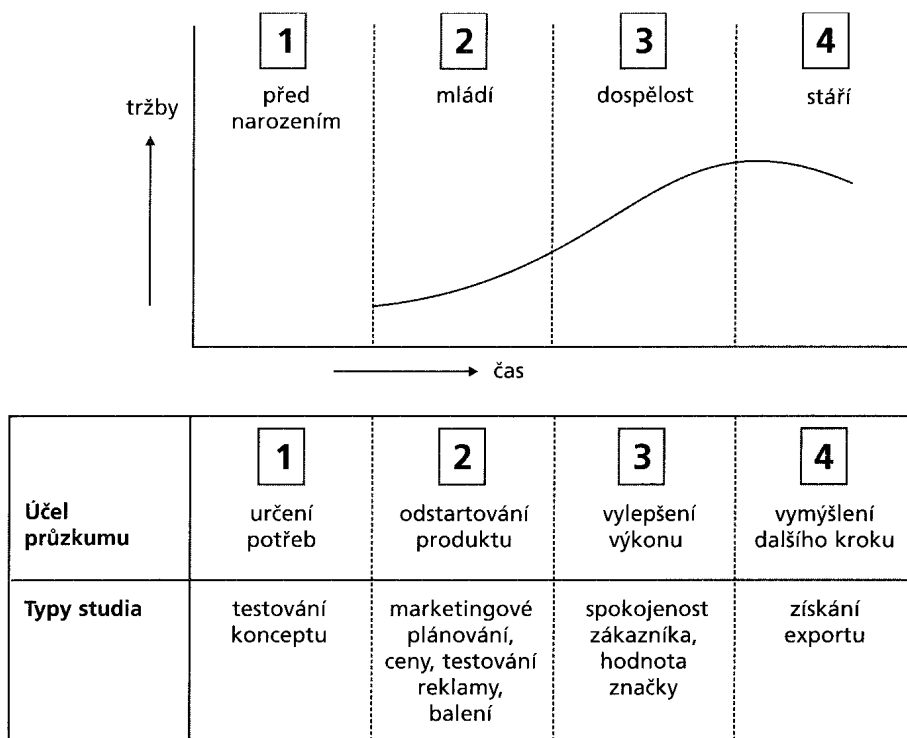 1 2 3 4
před narozením
mládí
dospělost
stáří
tržby
čas
1 2 3 4
Účel
průzkumu
určení
potřeb
odstartování
produktu
vylepšení
výkonu
vymýšlení
dalšího kroku
Typy studia
testování
konceptu
marketingové
plánování,
ceny, testování
reklamy,
balení
spokojenost
zákazníka,
hodnota
značky
získání
exportu